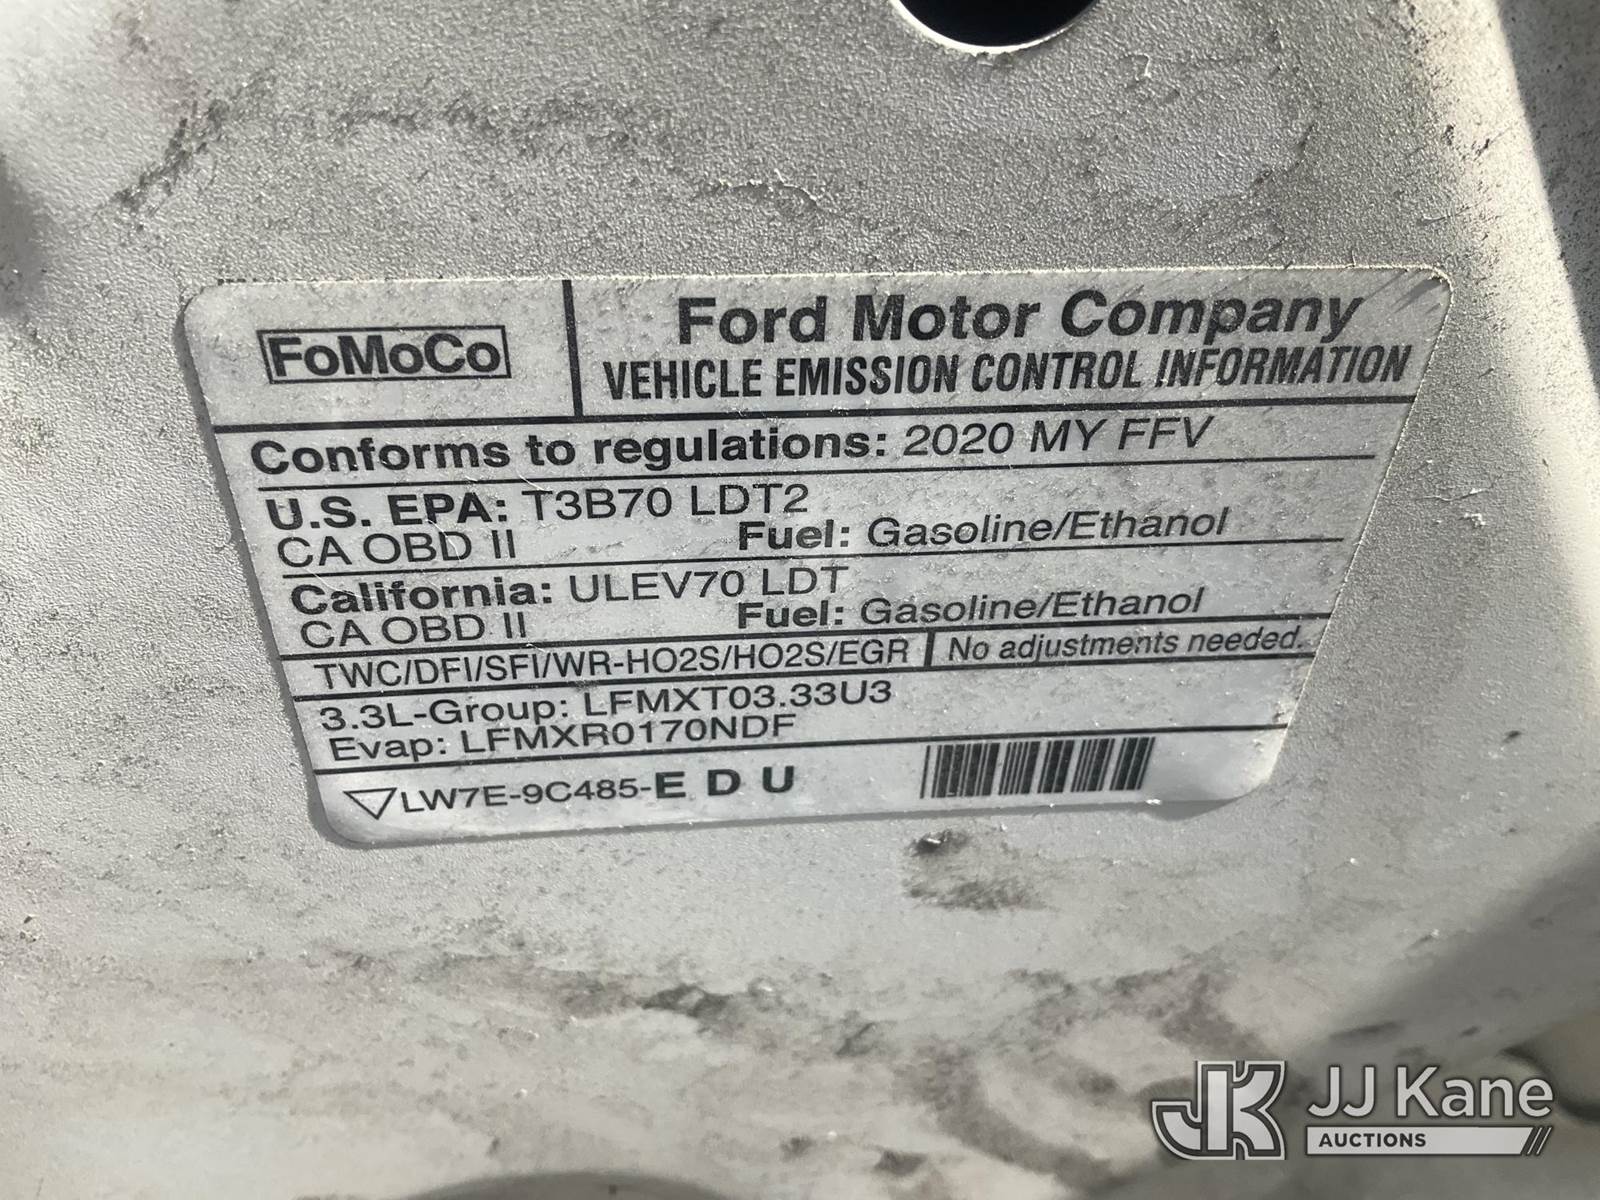 FoMoCo
Ford Motor Company
VEHICLE EMISSION CONTROL INFORMATION
Conforms to regulations: 2020 MY FFV
U.S. EPA: T3B70 LDT2
CA OBD II Fuel: Gasoline/Ethanol
California: ULEV70 LDT
CA OBD II Fuel: Gasoline/Ethanol
TWC/DFI/SFI/WR-HO2S/HO2S/EGR No adjustments needed.
3.3L-Group: LFMXT03.33U3
Evap: LFMXR0170NDF
LW7E-9C485-E D U
JK JJ Kane
AUCTIONS